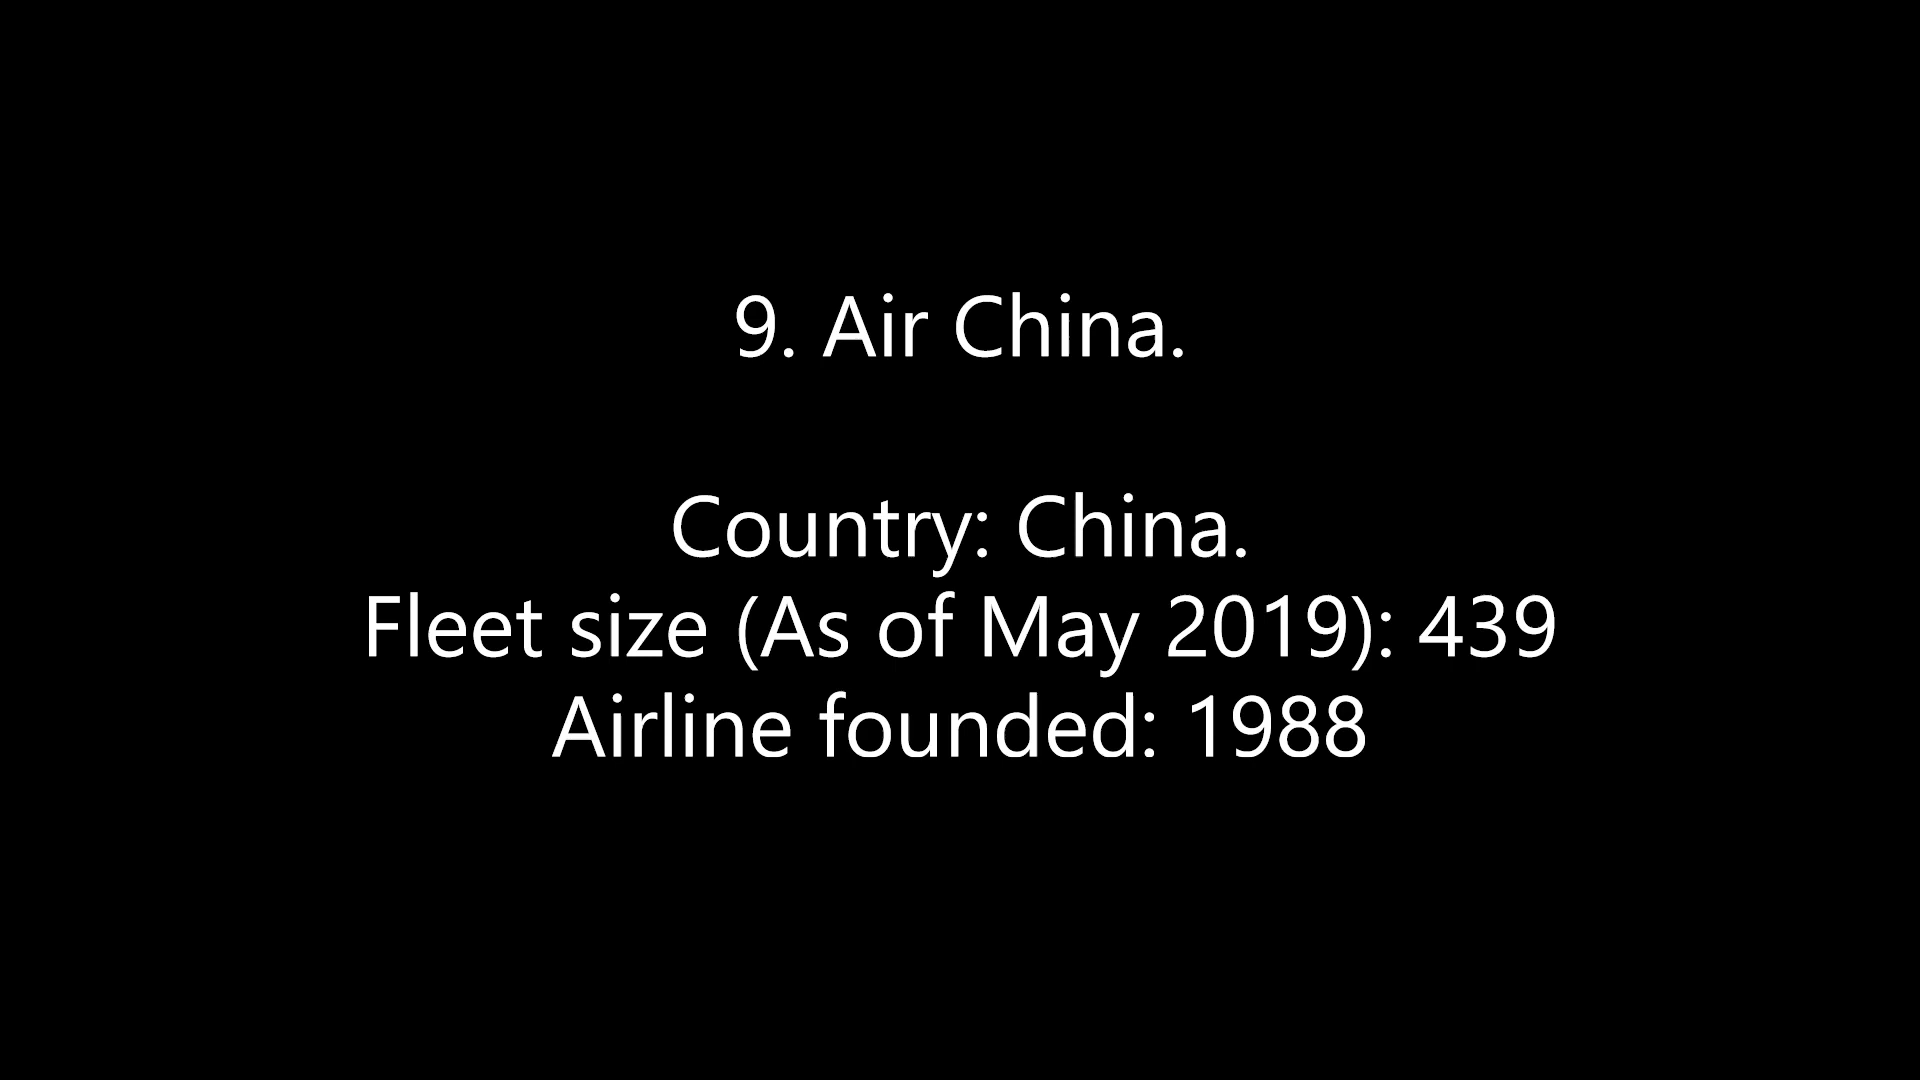 9. Air China.
Country: China.
Fleet size (As of May 2019): 439
Airline founded: 1988